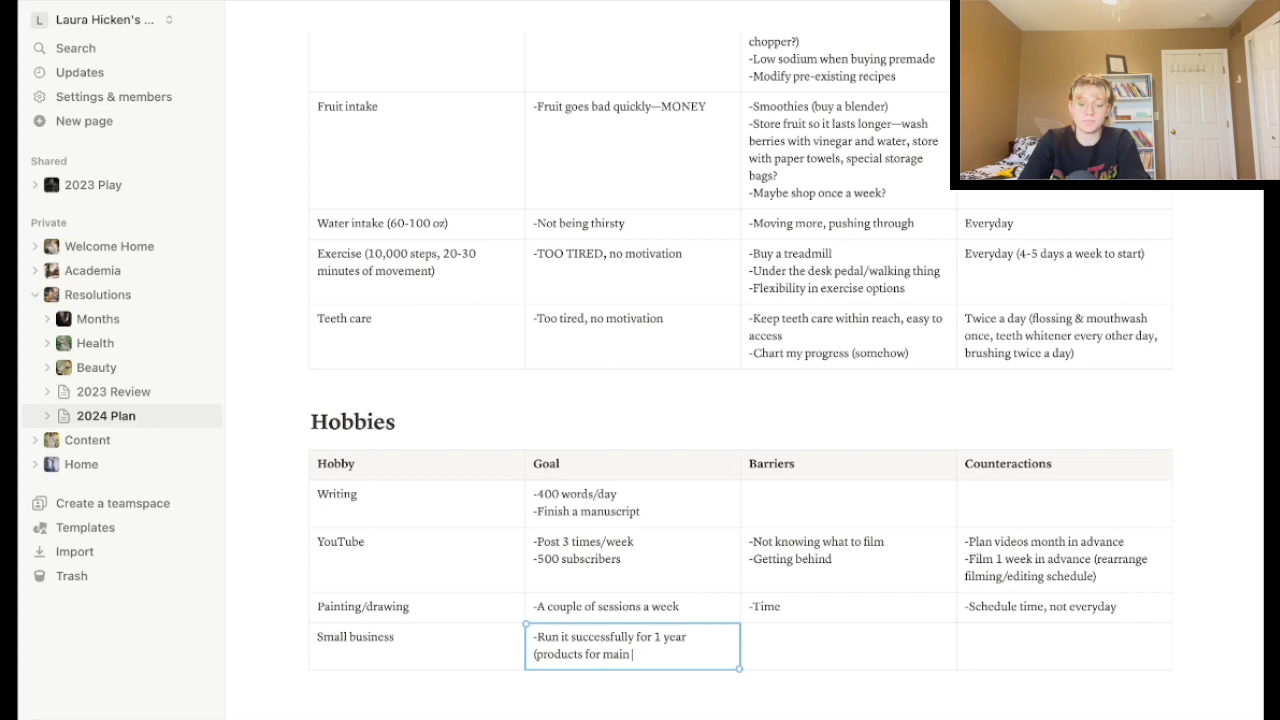 L Laura Hicken's ...
Search
Updates
Settings & members
New page
Shared
2023 Play
Private
Welcome Home
Academia
Resolutions
Months
Health
Beauty
2023 Review
2024 Plan
Content
Home
Create a teamspace
Templates
Import
Trash
chopper?)
-Low sodium when buying premade
-Modify pre-existing recipes
Fruit intake
-Fruit goes bad quickly—MONEY
-Smoothies (buy a blender)
-Store fruit so it lasts longer—wash
berries with vinegar and water, store
with paper towels, special storage
bags?
-Maybe shop once a week?
Water intake (60-100 oz)
-Not being thirsty
-Moving more, pushing through
Everyday
Exercise (10,000 steps, 20-30
minutes of movement)
-TOO TIRED, no motivation
-Buy a treadmill
-Under the desk pedal/walking thing
-Flexibility in exercise options
Everyday (4-5 days a week to start)
Teeth care
-Too tired, no motivation
-Keep teeth care within reach, easy to
access
-Chart my progress (somehow)
Twice a day (flossing & mouthwash
once, teeth whitener every other day,
brushing twice a day)
Hobbies
Hobby
Goal
Barriers
Counteractions
Writing
-400 words/day
-Finish a manuscript
YouTube
-Post 3 times/week
-500 subscribers
-Not knowing what to film
-Getting behind
-Plan videos month in advance
-Film 1 week in advance (rearrange
filming/editing schedule)
Painting/drawing
-A couple of sessions a week
-Time
-Schedule time, not everyday
Small business
-Run it successfully for 1 year
(products for main